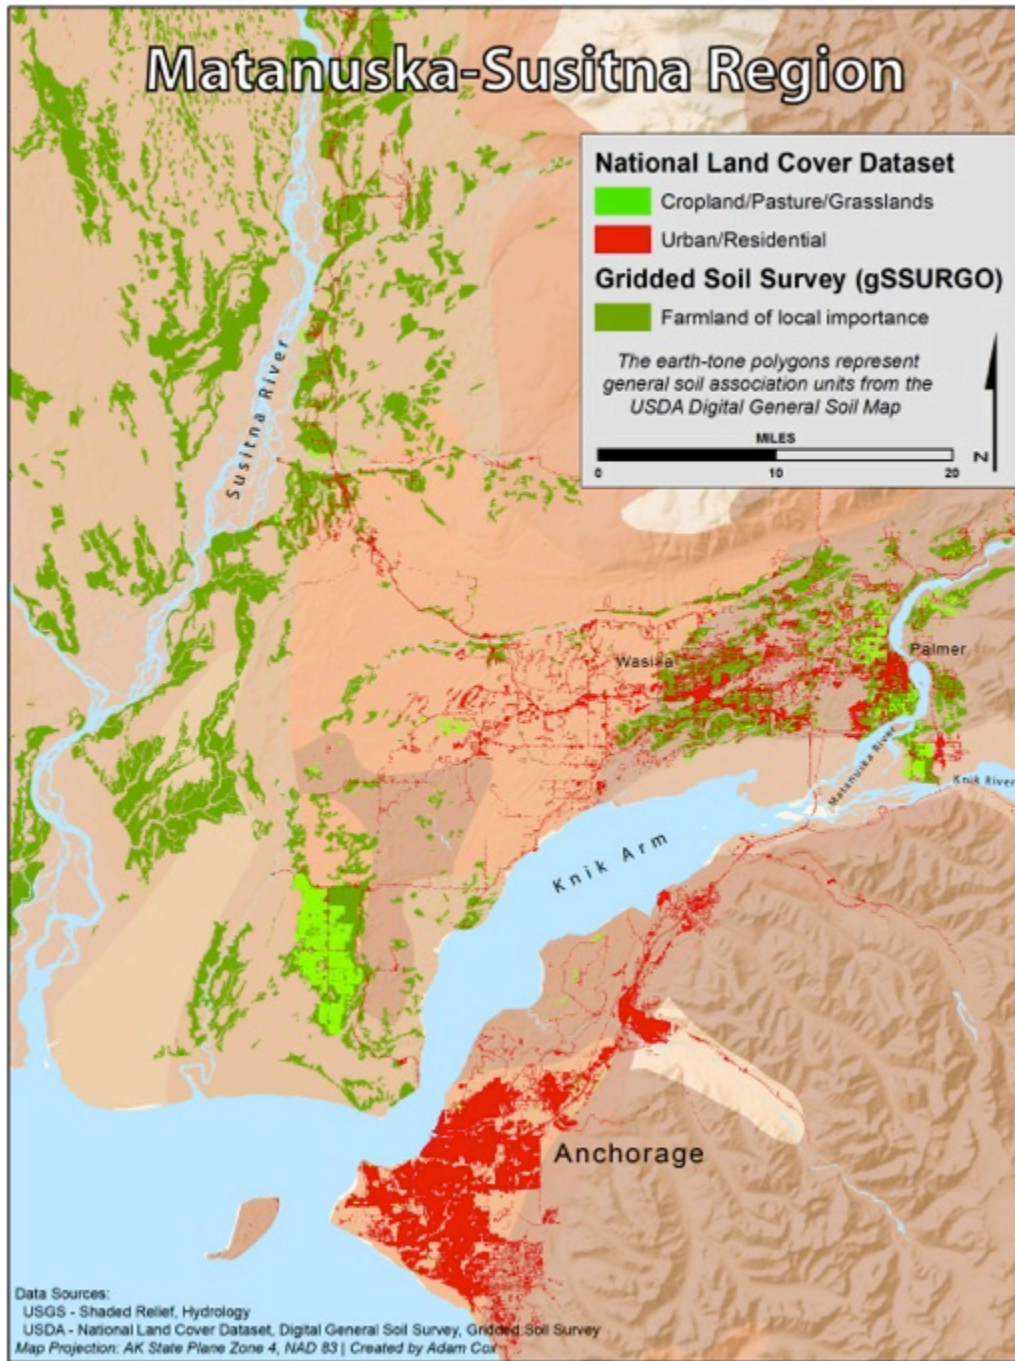 Matanuska-Susitna Region
National Land Cover Dataset
Cropland/Pasture/Grasslands
Urban/Residential
Gridded Soil Survey (gSSURGO)
Farmland of local importance
The earth-tone polygons represent
general soil association units from the
USDA Digital General Soil Map
MILES
0 10 20
N
Susitna River
Wasilla
Palmer
Matanuska River
Knik River
Knik Arm
Anchorage
Data Sources:
USGS - Shaded Relief, Hydrology
USDA - National Land Cover Dataset, Digital General Soil Survey, Gridded Soil Survey
Map Projection: AK State Plane Zone 4, NAD 83 | Created by Adam Cox